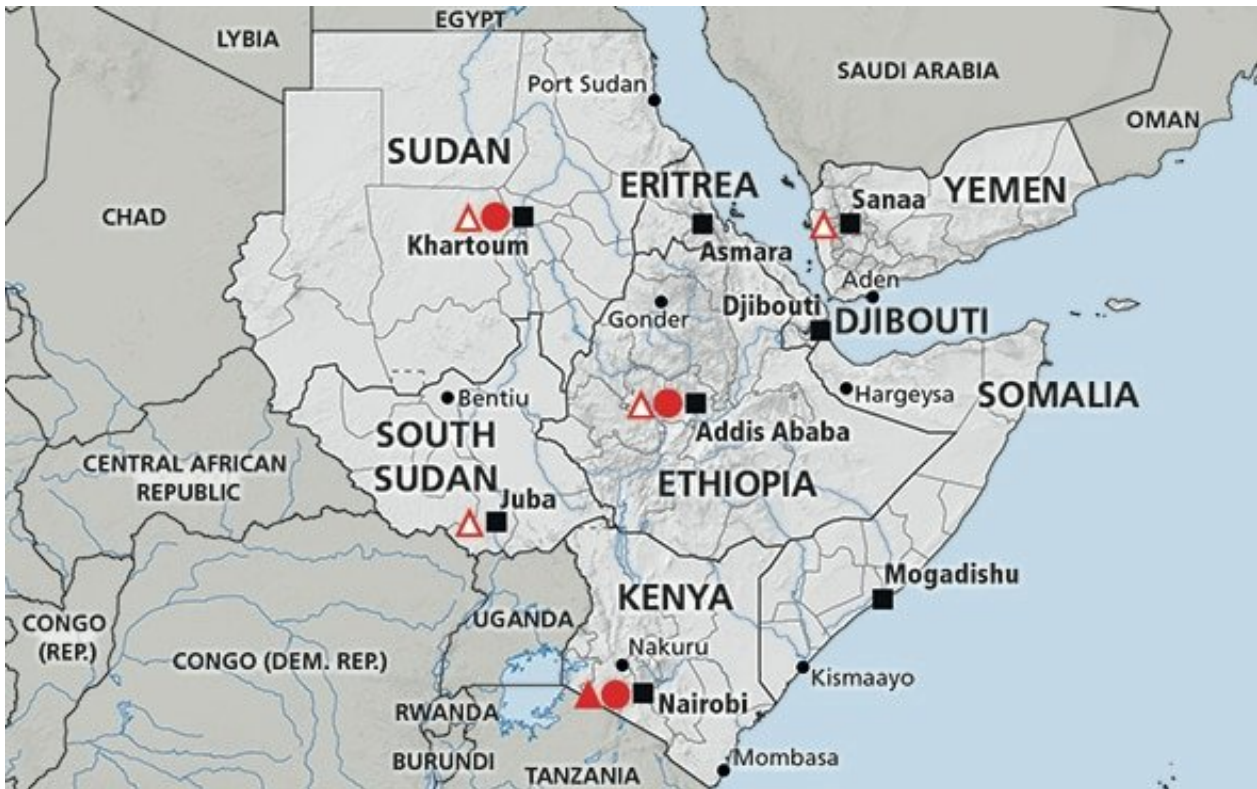 EGYPT
LYBIA
SAUDI ARABIA
Port Sudan
OMAN
SUDAN
ERITREA
YEMEN
Sanaa
CHAD
Khartoum
Asmara
Aden
Djibouti
Gonder
DJIBOUTI
Hargeysa
SOMALIA
Bentiu
Addis Ababa
SOUTH
SUDAN
CENTRAL AFRICAN
REPUBLIC
ETHIOPIA
Juba
Mogadishu
KENYA
UGANDA
CONGO
(REP.)
CONGO (DEM. REP.)
Nakuru
Kismaayo
Nairobi
RWANDA
BURUNDI
TANZANIA
Mombasa